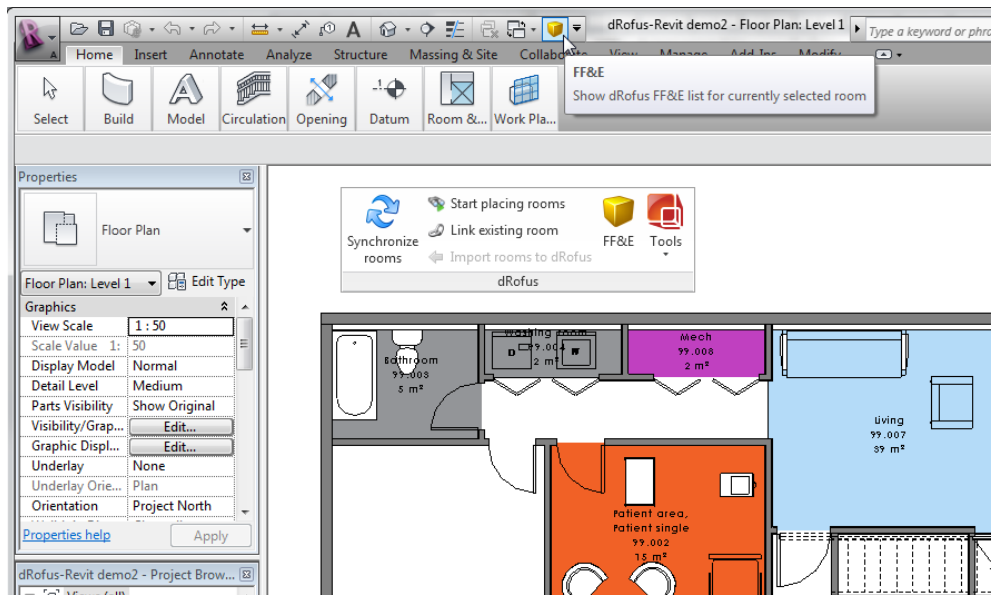 dRofus-Revit demo2 - Floor Plan: Level 1
Type a keyword or phra
A
Home Insert Annotate Analyze Structure Massing & Site Collaborate View Manage Add-Ins Modify
FF&E
Show dRofus FF&E list for currently selected room
Select Build Model Circulation Opening Datum Room &... Work Pla...
Properties
Floor Plan
Floor Plan: Level 1 Edit Type
Graphics
View Scale 1 : 50
Scale Value 1: 50
Display Model Normal
Detail Level Medium
Parts Visibility Show Original
Visibility/Grap... Edit...
Graphic Displ... Edit...
Underlay None
Underlay Orie... Plan
Orientation Project North
Properties help Apply
dRofus-Revit demo2 - Project Brow...
Views (all)
Synchronize rooms
Start placing rooms
Link existing room
Import rooms to dRofus
FF&E Tools
dRofus
Bathroom
99.003
5 m²
Washing room
99.004
2 m²
D W
Mech
99.008
2 m²
Living
99.007
39 m²
Patient area,
Patient single
99.002
15 m²